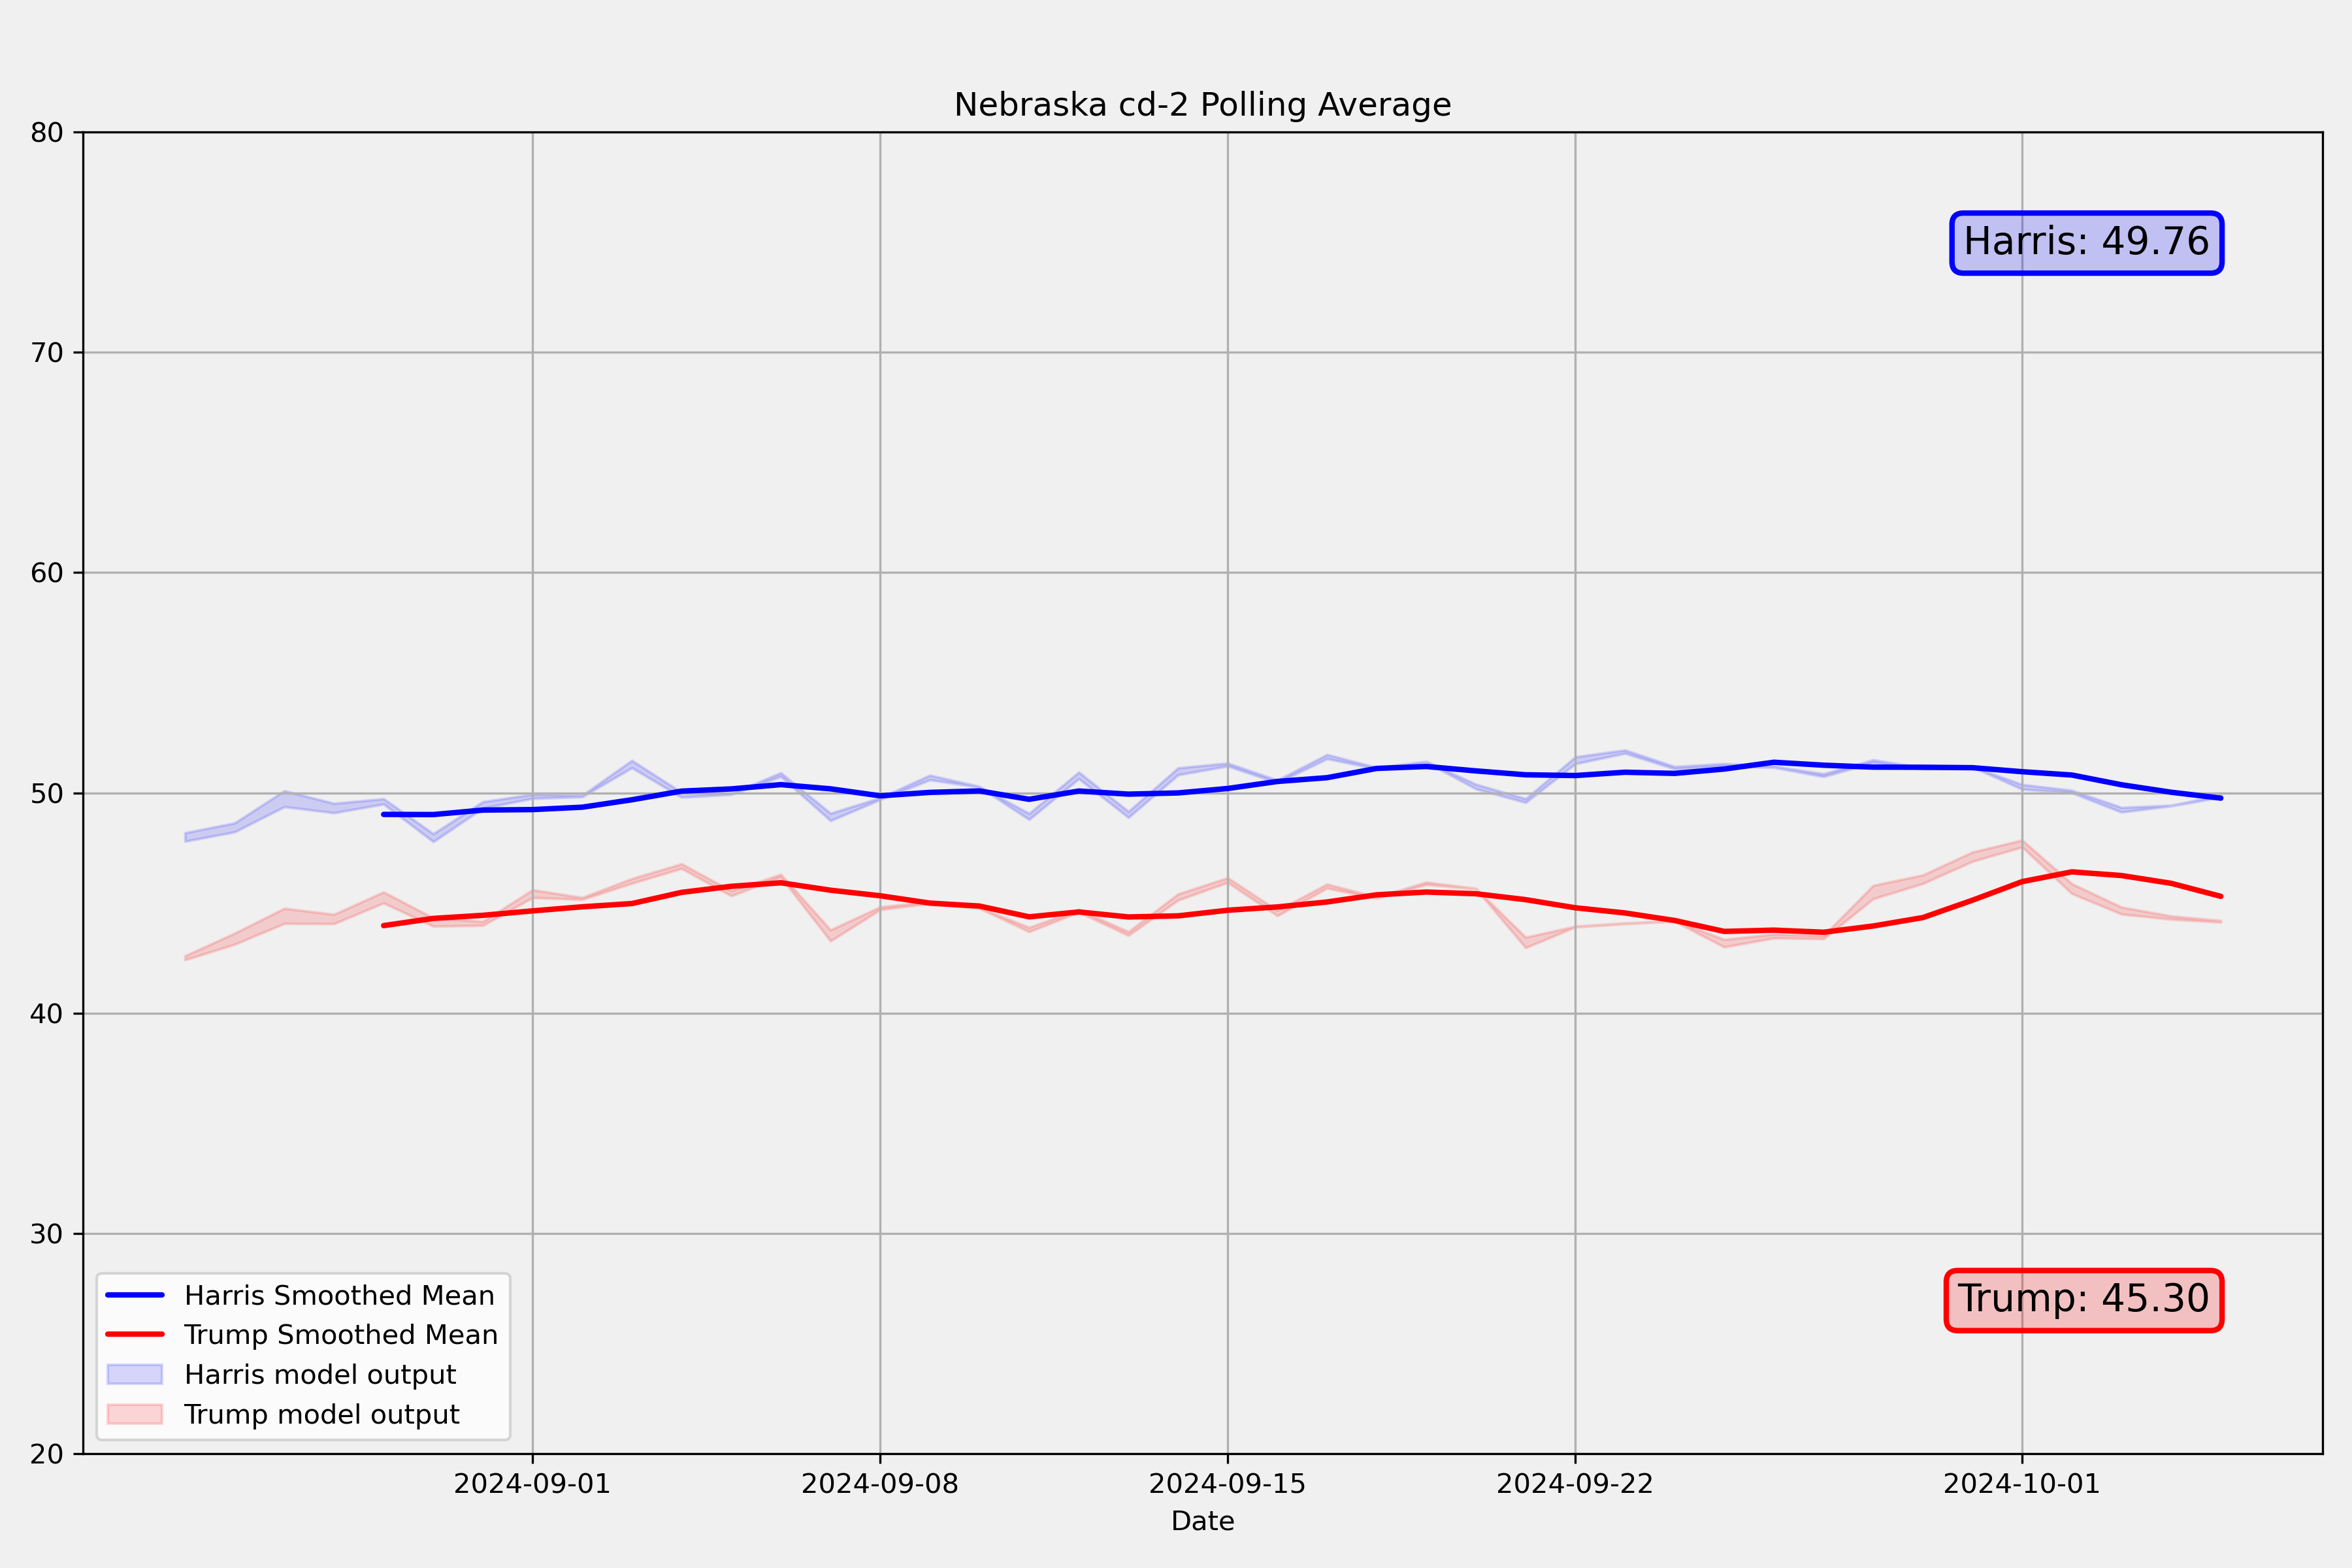 Nebraska cd-2 Polling Average
80
70
60
50
40
30
20
Harris: 49.76
Trump: 45.30
Harris Smoothed Mean
Trump Smoothed Mean
Harris model output
Trump model output
2024-09-01 2024-09-08 2024-09-15 2024-09-22 2024-10-01
Date